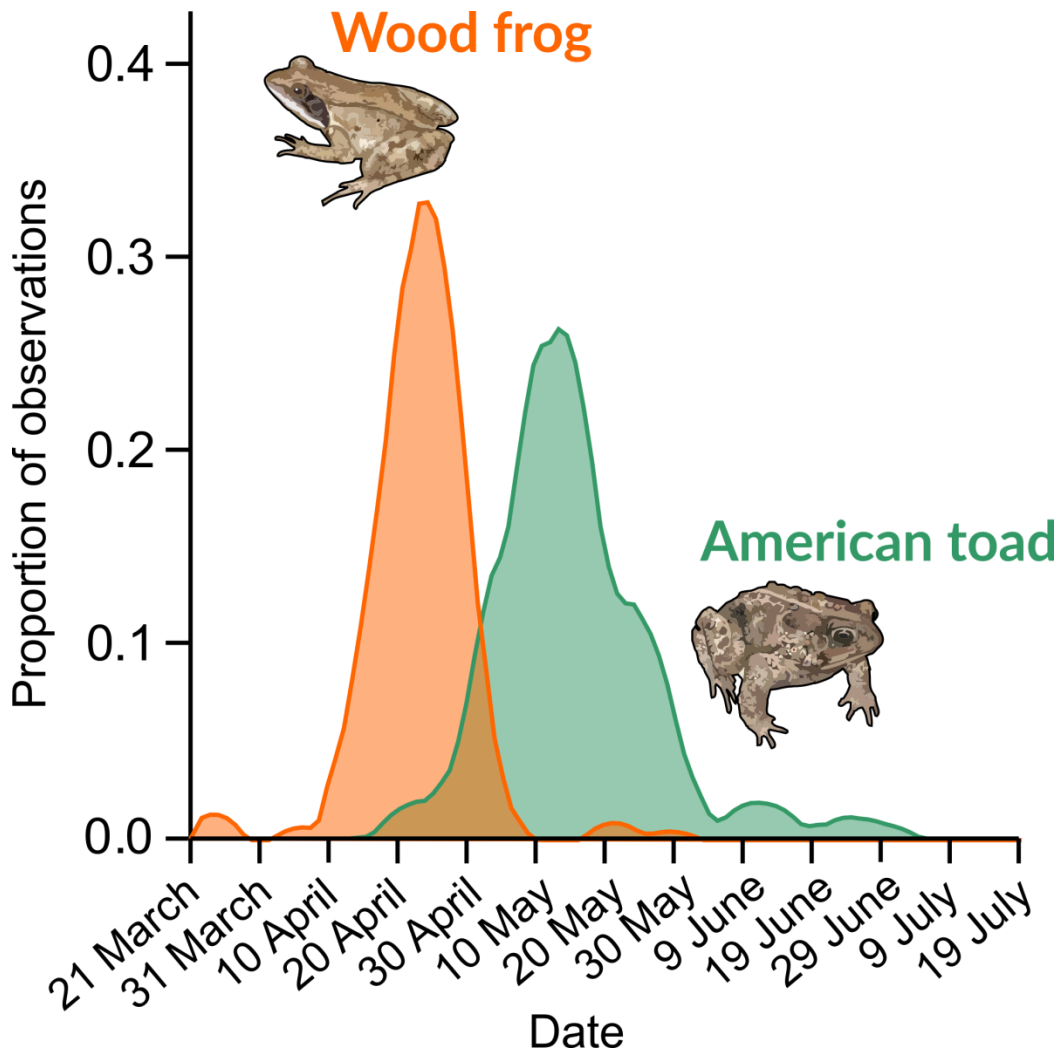 Wood frog
American toad
Proportion of observations
0.4
0.3
0.2
0.1
0.0
21 March
31 March
10 April
20 April
30 April
10 May
20 May
30 May
9 June
19 June
29 June
9 July
19 July
Date